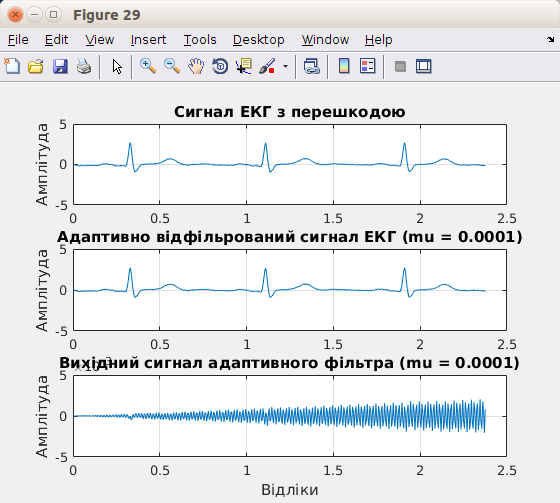 Figure 29
File Edit View Insert Tools Desktop Window Help
Сигнал ЕКГ з перешкодою
Амплітуда
5
0
-5
0 0.5 1 1.5 2 2.5
Адаптивно відфільрований сигнал ЕКГ (mu = 0.0001)
Амплітуда
5
0
-5
0 0.5 1 1.5 2 2.5
Вихідний сигнал адаптивного фільтра (mu = 0.0001)
Амплітуда
5
0
-5
0 0.5 1 1.5 2 2.5
Відліки